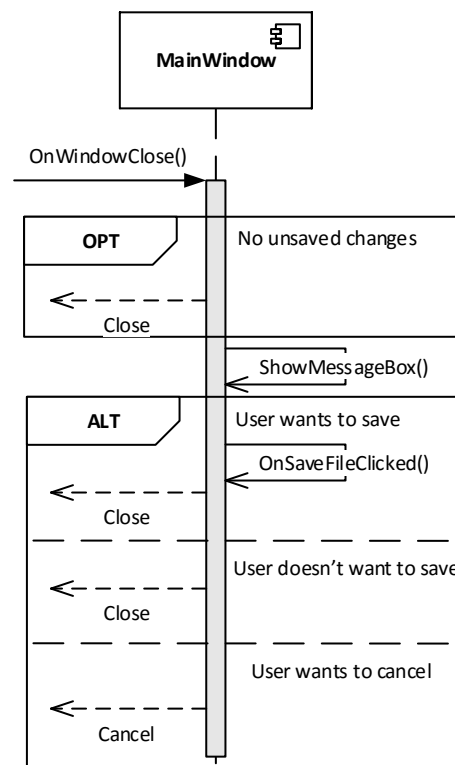 MainWindow
OnWindowClose()
OPT
No unsaved changes
Close
ShowMessageBox()
ALT
User wants to save
OnSaveFileClicked()
Close
User doesn't want to save
Close
User wants to cancel
Cancel